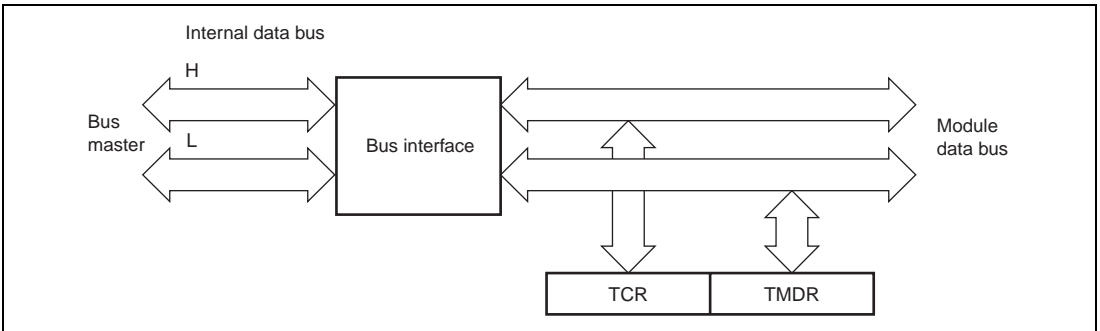 Internal data bus
H
Bus
master
L
Bus interface
Module
data bus
TCR
TMDR